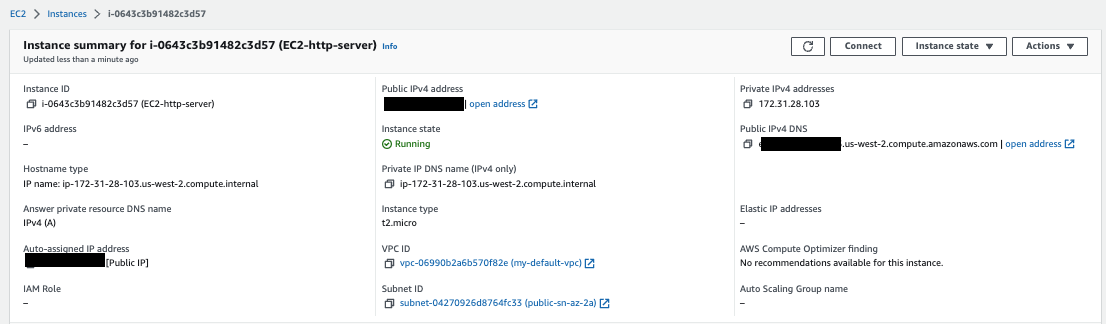 EC2 > Instances > i-0643c3b91482c3d57
Instance summary for i-0643c3b91482c3d57 (EC2-http-server) Info
Updated less than a minute ago
Connect
Instance state
Actions
Instance ID
i-0643c3b91482c3d57 (EC2-http-server)
Public IPv4 address
| open address
Private IPv4 addresses
172.31.28.103
IPv6 address
–
Instance state
Running
Public IPv4 DNS
.us-west-2.compute.amazonaws.com | open address
Hostname type
IP name: ip-172-31-28-103.us-west-2.compute.internal
Private IP DNS name (IPv4 only)
ip-172-31-28-103.us-west-2.compute.internal
Answer private resource DNS name
IPv4 (A)
Instance type
t2.micro
Elastic IP addresses
–
Auto-assigned IP address
[Public IP]
VPC ID
vpc-06990b2a6b570f82e (my-default-vpc)
AWS Compute Optimizer finding
No recommendations available for this instance.
IAM Role
–
Subnet ID
subnet-04270926d8764fc33 (public-sn-az-2a)
Auto Scaling Group name
–